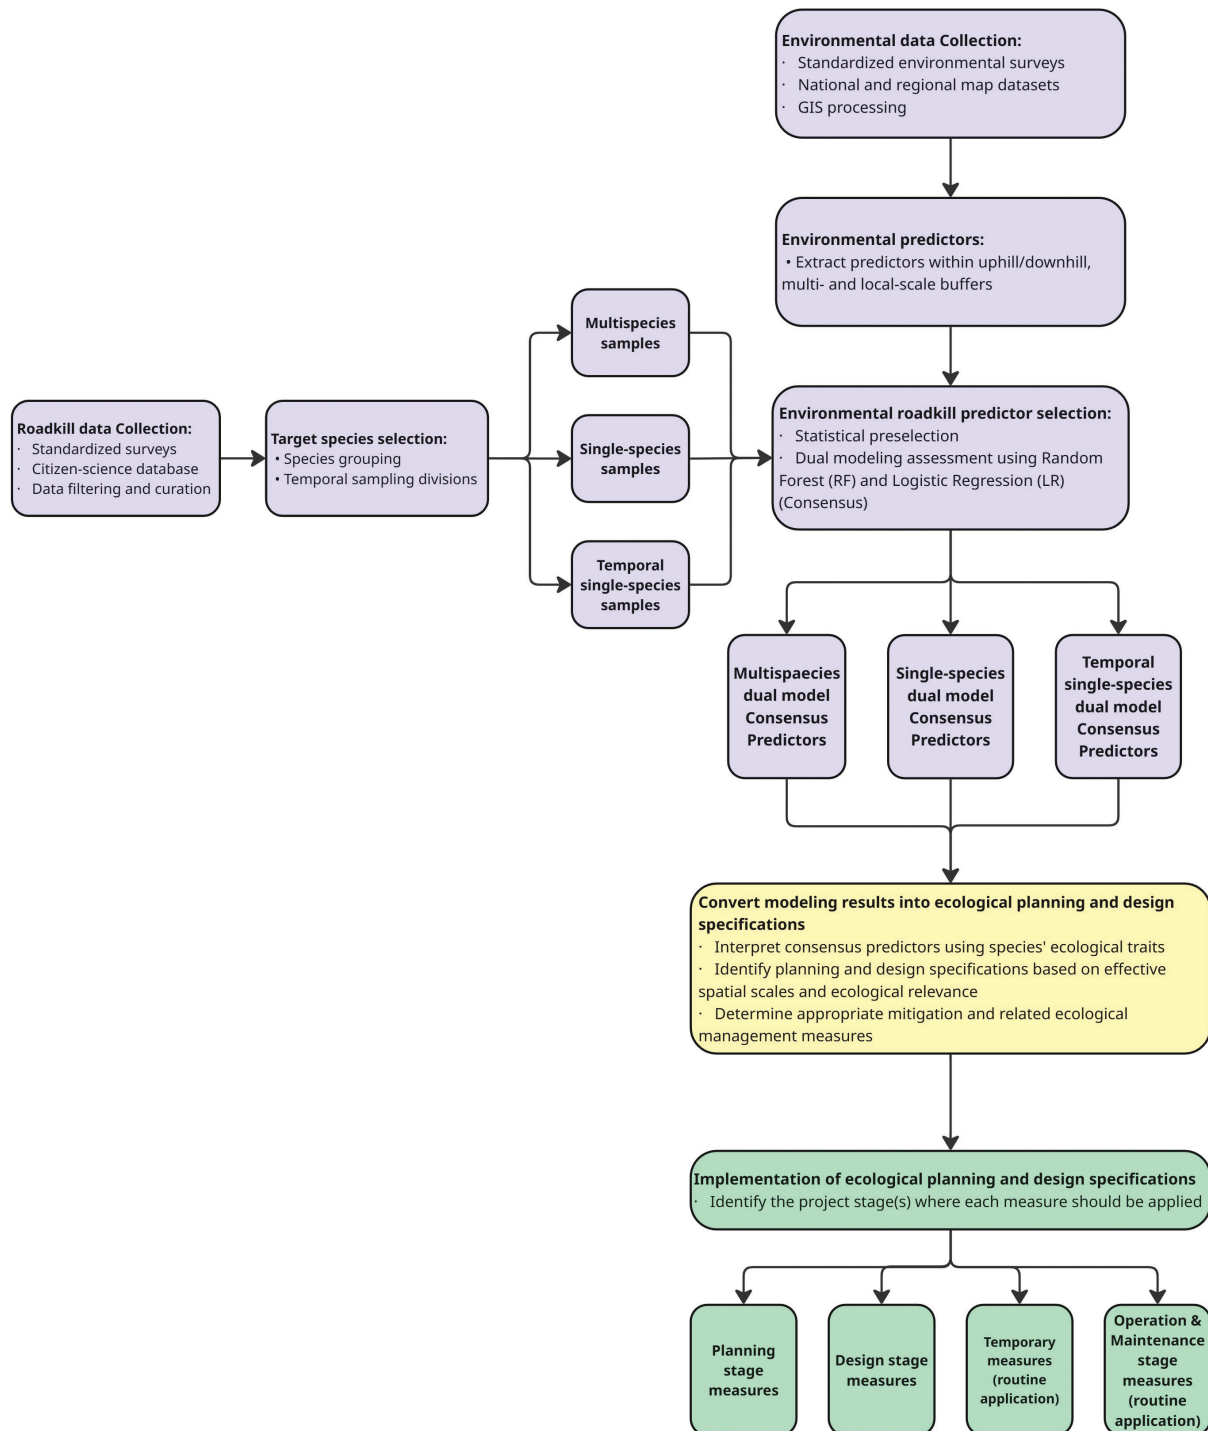 Environmental data Collection:
· Standardized environmental surveys
· National and regional map datasets
· GIS processing
Environmental predictors:
• Extract predictors within uphill/downhill,
multi- and local-scale buffers
Roadkill data Collection:
· Standardized surveys
· Citizen-science database
· Data filtering and curation
Target species selection:
• Species grouping
• Temporal sampling divisions
Multispecies
samples
Single-species
samples
Temporal
single-species
samples
Environmental roadkill predictor selection:
· Statistical preselection
· Dual modeling assessment using Random
Forest (RF) and Logistic Regression (LR)
(Consensus)
Multispaecies
dual model
Consensus
Predictors
Single-species
dual model
Consensus
Predictors
Temporal
single-species
dual model
Consensus
Predictors
Convert modeling results into ecological planning and design
specifications
· Interpret consensus predictors using species' ecological traits
· Identify planning and design specifications based on effective
spatial scales and ecological relevance
· Determine appropriate mitigation and related ecological
management measures
Implementation of ecological planning and design specifications
· Identify the project stage(s) where each measure should be applied
Planning
stage
measures
Design stage
measures
Temporary
measures
(routine
application)
Operation &
Maintenance
stage
measures
(routine
application)